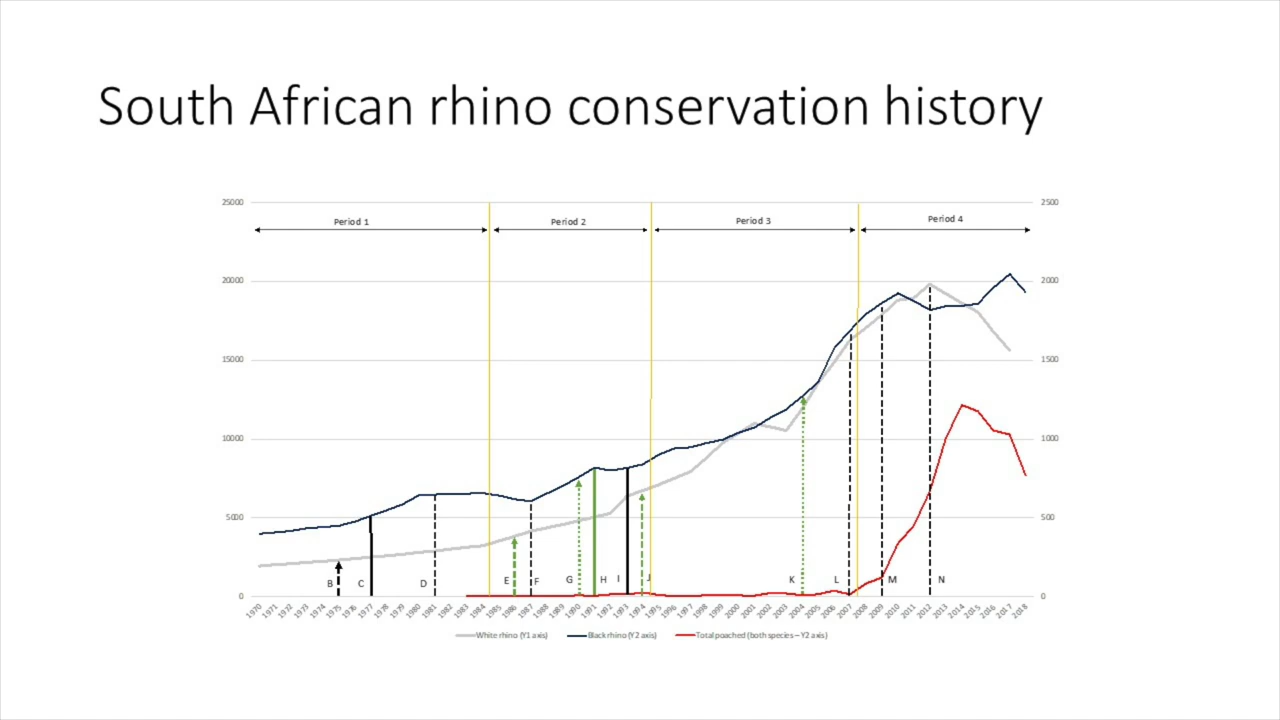 South African rhino conservation history
25000 2500
Period 1 Period 2 Period 3 Period 4
20000 2000
15000 1500
10000 1000
5000 500
B C D E F G H I J K L M N
0 0
1970 1971 1972 1973 1974 1975 1976 1977 1978 1979 1980 1981 1982 1983 1984 1985 1986 1987 1988 1989 1990 1991 1992 1993 1994 1995 1996 1997 1998 1999 2000 2001 2002 2003 2004 2005 2006 2007 2008 2009 2010 2011 2012 2013 2014 2015 2016 2017 2018
White rhino (Y1 axis) Black rhino (Y2 axis) Total poached (both species – Y2 axis)